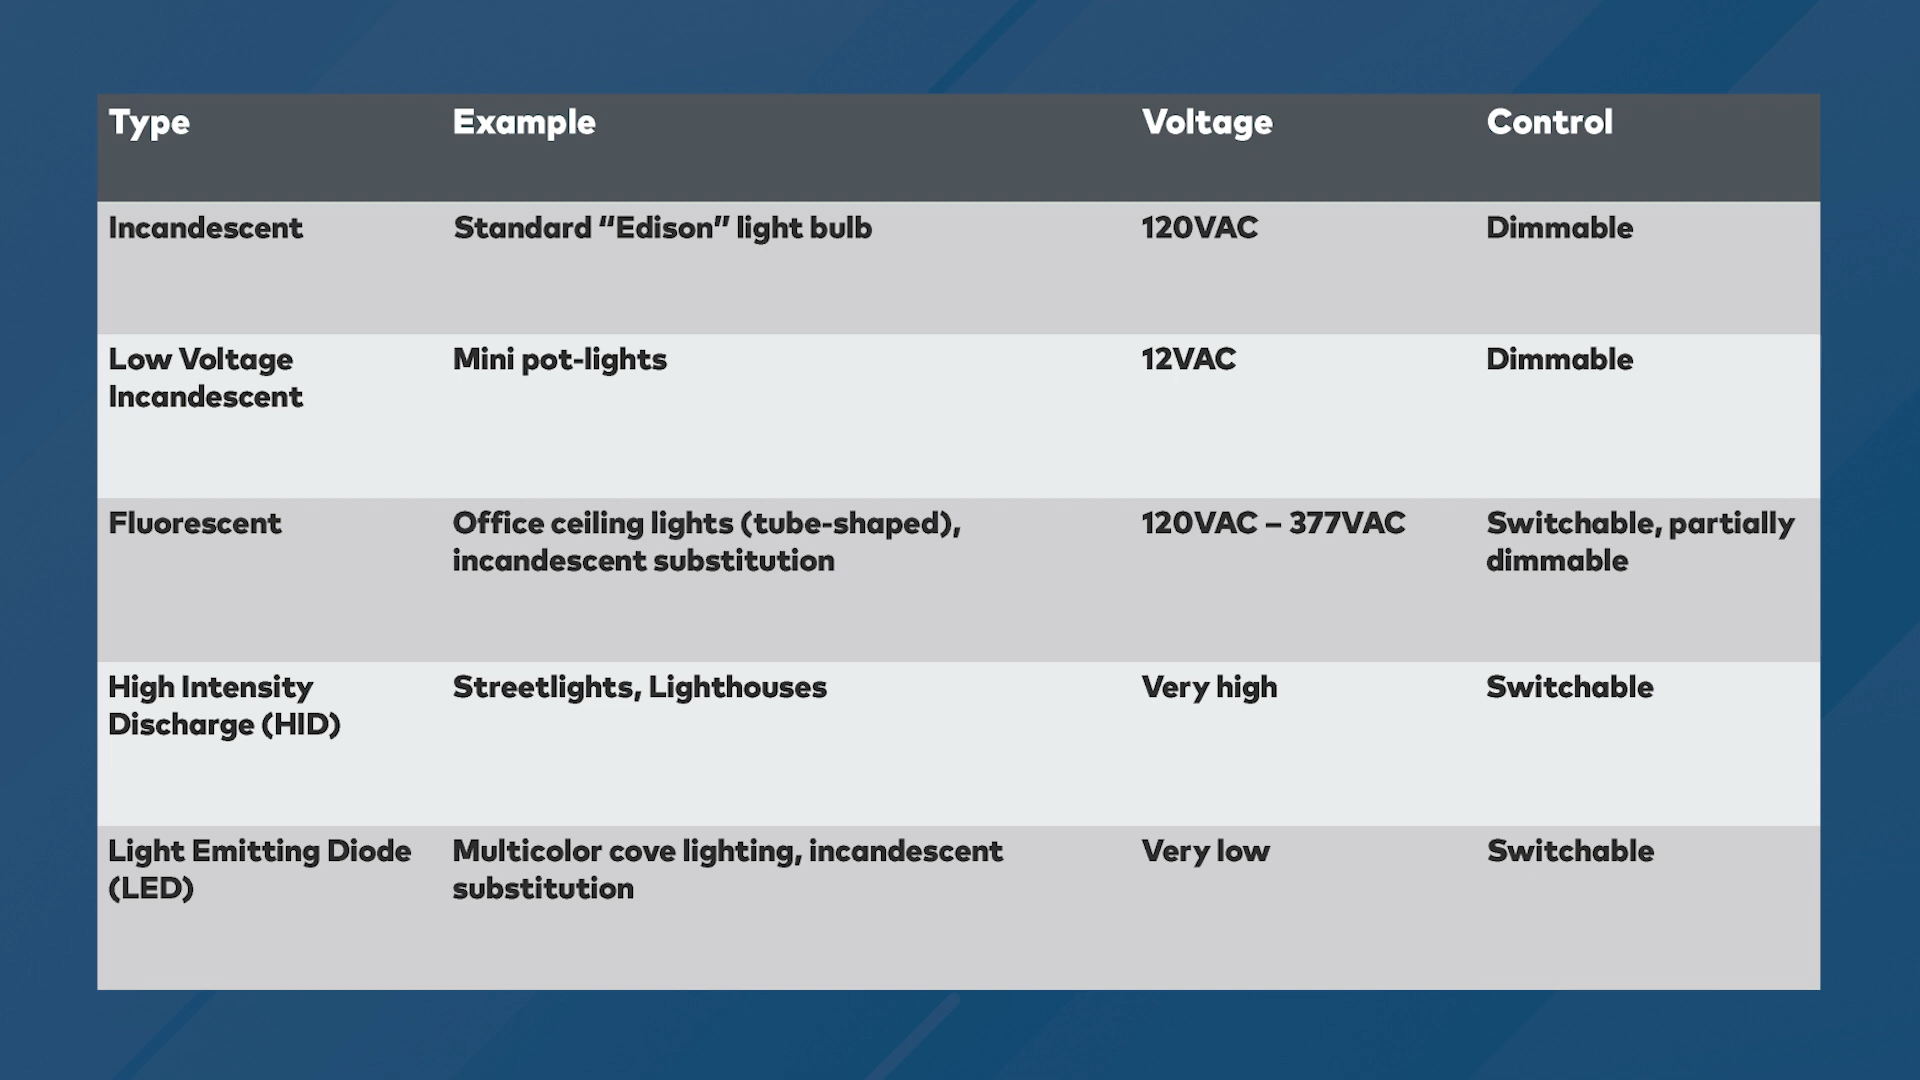 Type Example Voltage Control
Incandescent Standard “Edison” light bulb 120VAC Dimmable
Low Voltage Mini pot-lights 12VAC Dimmable
Incandescent
Fluorescent Office ceiling lights (tube-shaped), 120VAC – 377VAC Switchable, partially
incandescent substitution dimmable
High Intensity Streetlights, Lighthouses Very high Switchable
Discharge (HID)
Light Emitting Diode Multicolor cove lighting, incandescent Very low Switchable
(LED) substitution